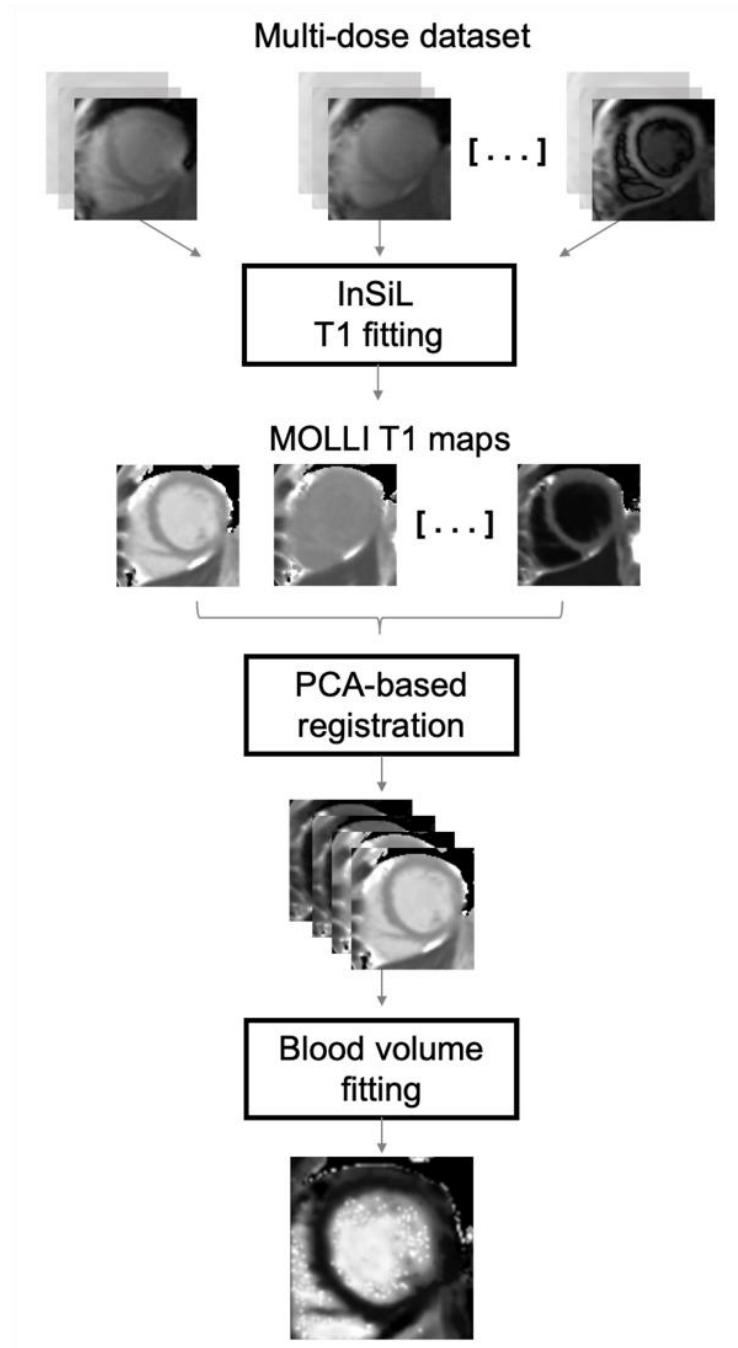 Multi-dose dataset
[...]
InSiL
T1 fitting
MOLLI T1 maps
[...]
PCA-based
registration
Blood volume
fitting